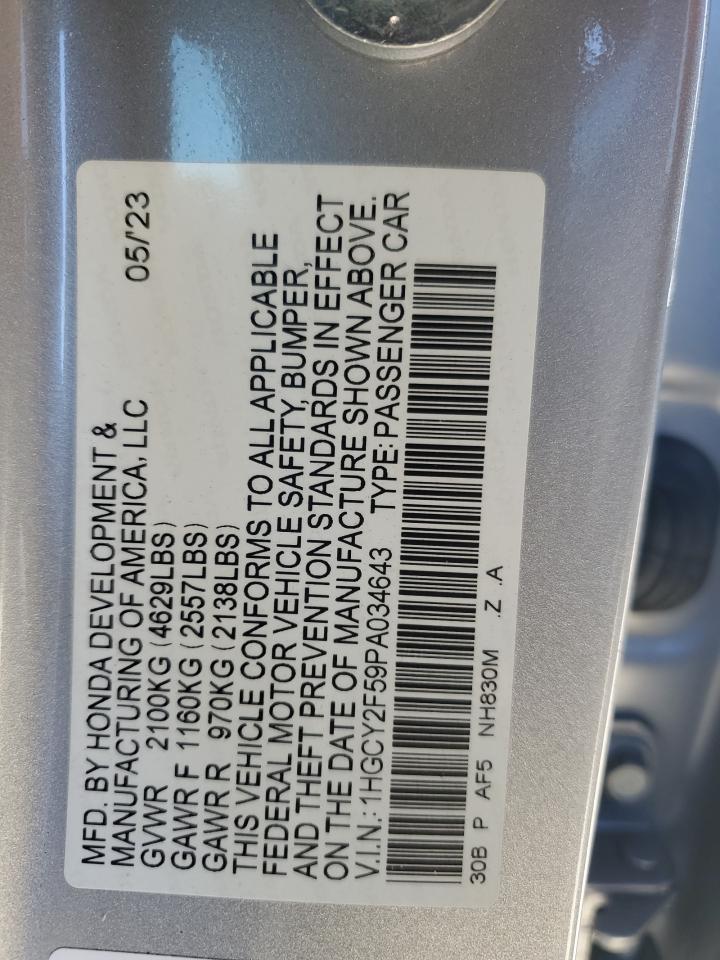 MFD. BY HONDA DEVELOPMENT &
MANUFACTURING OF AMERICA, LLC 05/'23
GVWR 2100KG (4629LBS)
GAWR F 1160KG (2557LBS)
GAWR R 970KG (2138LBS)
THIS VEHICLE CONFORMS TO ALL APPLICABLE
FEDERAL MOTOR VEHICLE SAFETY, BUMPER,
AND THEFT PREVENTION STANDARDS IN EFFECT
ON THE DATE OF MANUFACTURE SHOWN ABOVE.
V.I.N.: 1HGCY2F59PA034643 TYPE: PASSENGER CAR
30B P AF5 NH830M .Z .A